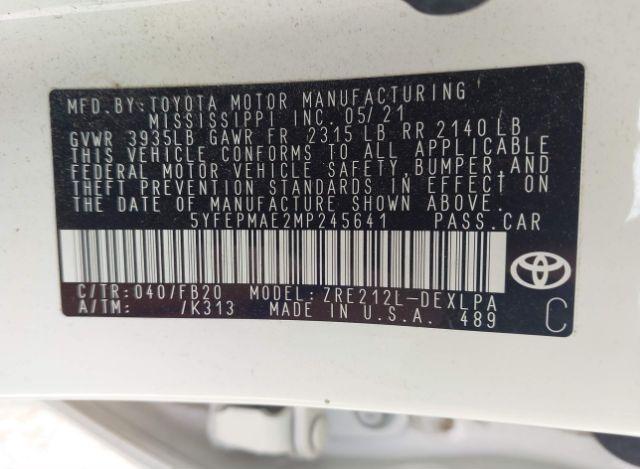 MFD. BY: TOYOTA MOTOR MANUFACTURING
MISSISSIPPI INC. 05/21
GVWR 3935LB GAWR FR 2315 LB RR 2140 LB
THIS VEHICLE CONFORMS TO ALL APPLICABLE
FEDERAL MOTOR VEHICLE SAFETY, BUMPER, AND
THEFT PREVENTION STANDARDS IN EFFECT ON
THE DATE OF MANUFACTURE SHOWN ABOVE.
5YFEPMAE2MP245641 PASS. CAR
C/TR: 040/FB20 MODEL: ZRE212L-DEXLPA
A/TM: /K313 MADE IN U.S.A. 489 C